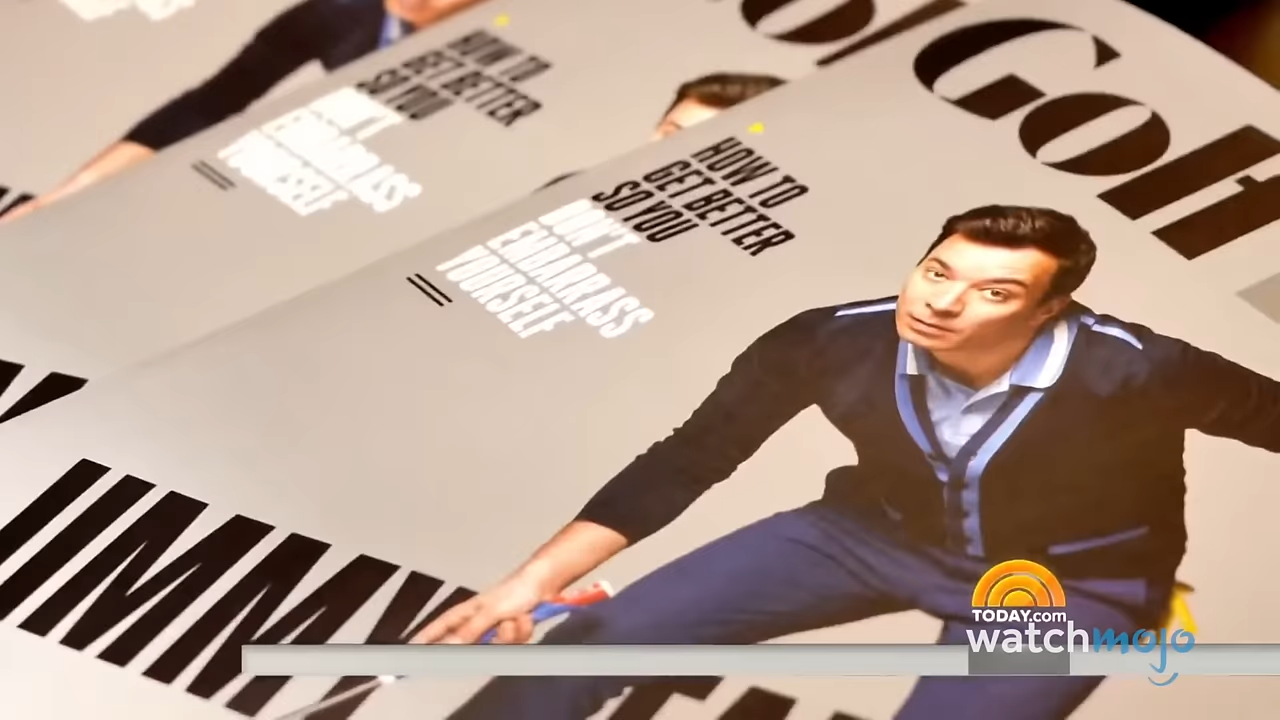 Golf
HOW TO
GET BETTER
SO YOU
DON'T
EMBARRASS
YOURSELF
HOW TO
GET BETTER
SO YOU
DON'T
EMBARRASS
YOURSELF
JIMMY
TODAY.com
watchmojo